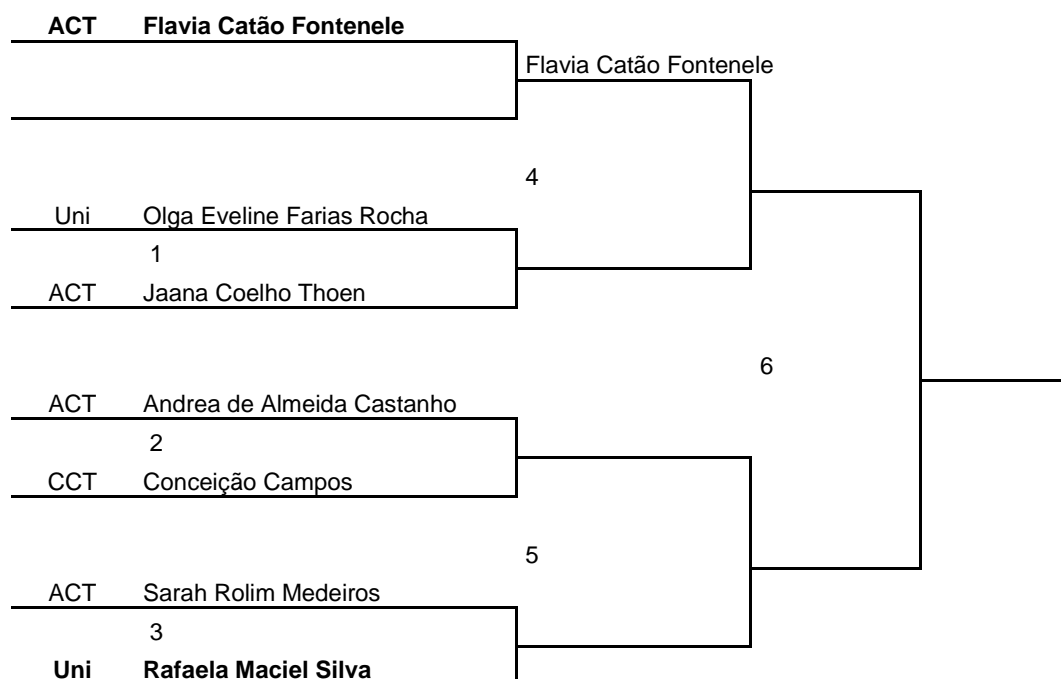 ACT Flavia Catão Fontenele
Flavia Catão Fontenele
4
Uni Olga Eveline Farias Rocha
1
ACT Jaana Coelho Thoen
6
ACT Andrea de Almeida Castanho
2
CCT Conceição Campos
5
ACT Sarah Rolim Medeiros
3
Uni Rafaela Maciel Silva